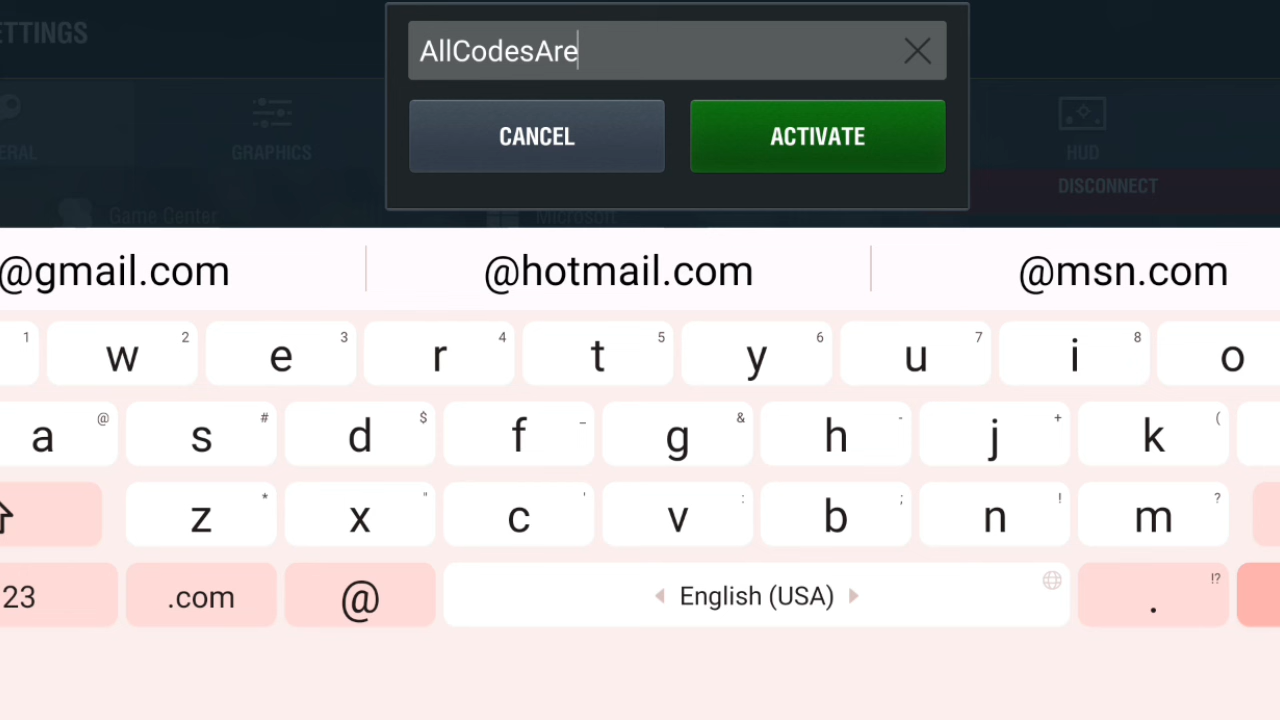 ETTINGS
AllCodesAre
CANCEL
ACTIVATE
ERAL
GRAPHICS
HUD
DISCONNECT
Game Center
Microsoft
@gmail.com
@hotmail.com
@msn.com
1 w 2 e 3 r 4 t 5 y 6 u 7 i 8 o
a @ s # d $ f _ g & h - j + k (
z * x " c ' v : b ; n ! m ?
23 .com @ English (USA) . !?